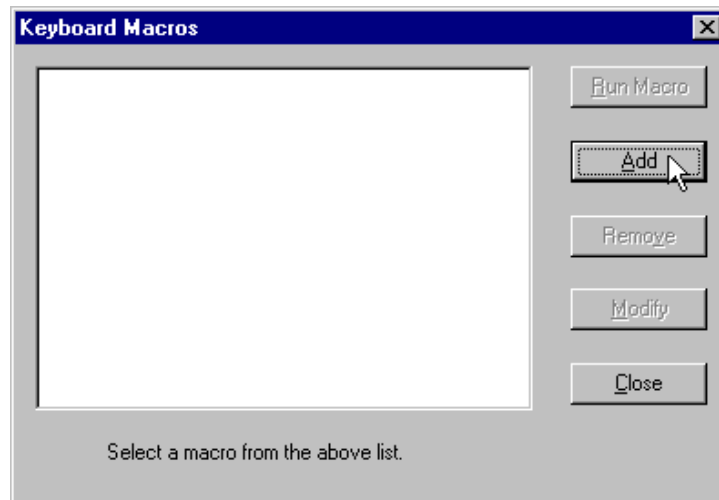 Keyboard Macros
Run Macro
Add
Remove
Modify
Close
Select a macro from the above list.